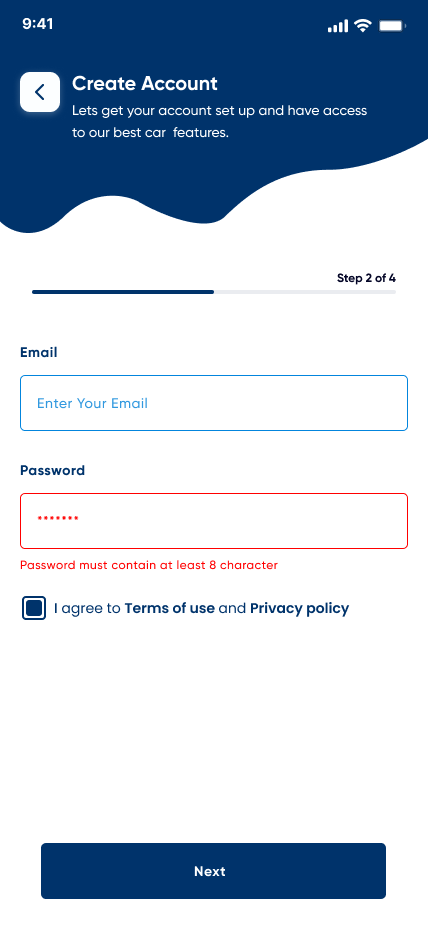 9:41
Create Account
Lets get your account set up and have access
to our best car features.
Step 2 of 4
Email
Enter Your Email
Password
*******
Password must contain at least 8 character
I agree to Terms of use and Privacy policy
Next